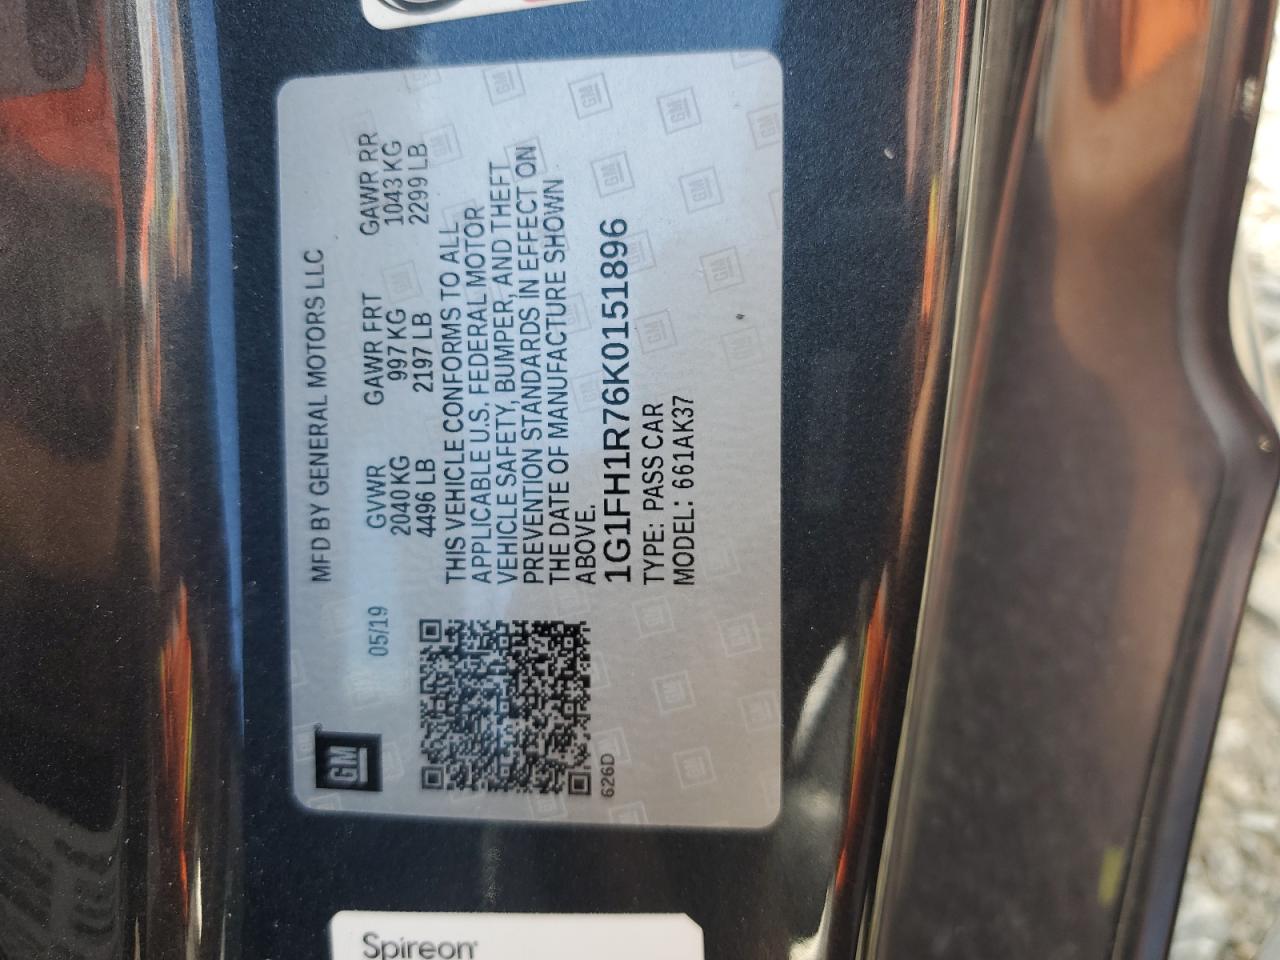 GM
MFD BY GENERAL MOTORS LLC
05/19
GVWR GAWR FRT GAWR RR
2040 KG 997 KG 1043 KG
4496 LB 2197 LB 2299 LB
THIS VEHICLE CONFORMS TO ALL
APPLICABLE U.S. FEDERAL MOTOR
VEHICLE SAFETY, BUMPER, AND THEFT
PREVENTION STANDARDS IN EFFECT ON
THE DATE OF MANUFACTURE SHOWN
ABOVE.
1G1FH1R76K0151896
TYPE: PASS CAR
MODEL: 661AK37
626D
Spireon